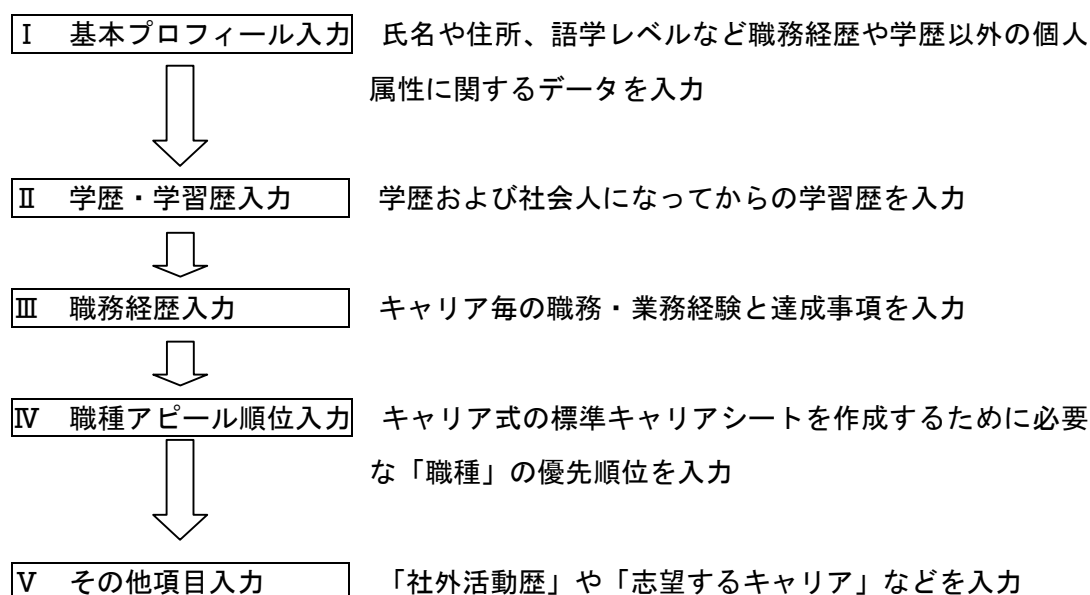 Ⅰ 基本プロフィール入力 氏名や住所、語学レベルなど職務経歴や学歴以外の個人
属性に関するデータを入力
Ⅱ 学歴・学習歴入力 学歴および社会人になってからの学習歴を入力
Ⅲ 職務経歴入力 キャリア毎の職務・業務経験と達成事項を入力
Ⅳ 職種アピール順位入力 キャリア式の標準キャリアシートを作成するために必要
な「職種」の優先順位を入力
Ⅴ その他項目入力 「社外活動歴」や「志望するキャリア」などを入力